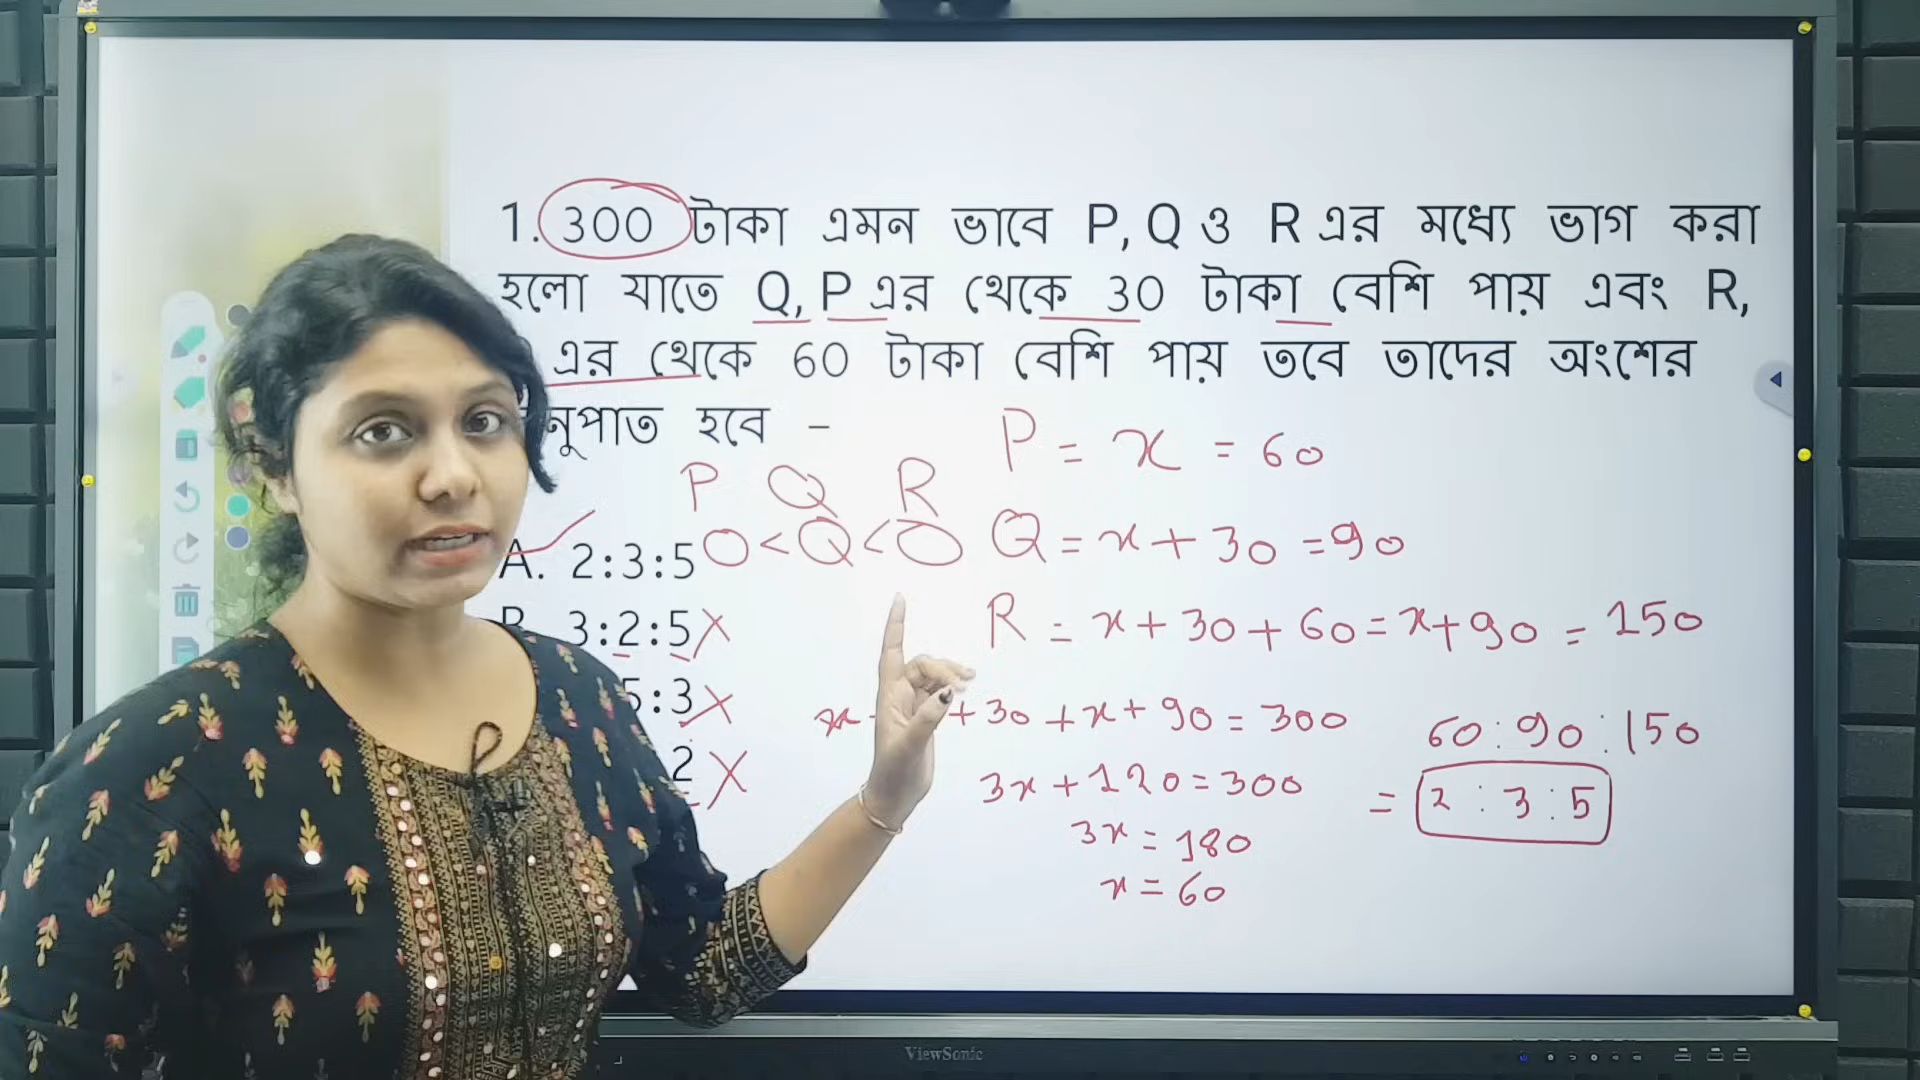 1. 300 টাকা এমন ভাবে P, Q ও R এর মধ্যে ভাগ করা
হলো যাতে Q, P এর থেকে 30 টাকা বেশি পায় এবং R,
এর থেকে 60 টাকা বেশি পায় তবে তাদের অংশের
নুপাত হবে -
P Q R
O < Q < O
A. 2:3:5
B. 3:2:5 X
5:3 X
2 X
P = x = 60
Q = x + 30 = 90
R = x + 30 + 60 = x + 90 = 150
x + + 30 + x + 90 = 300
3x + 120 = 300
3x = 180
x = 60
60 : 90 : 150
= 2 : 3 : 5
ViewSonic